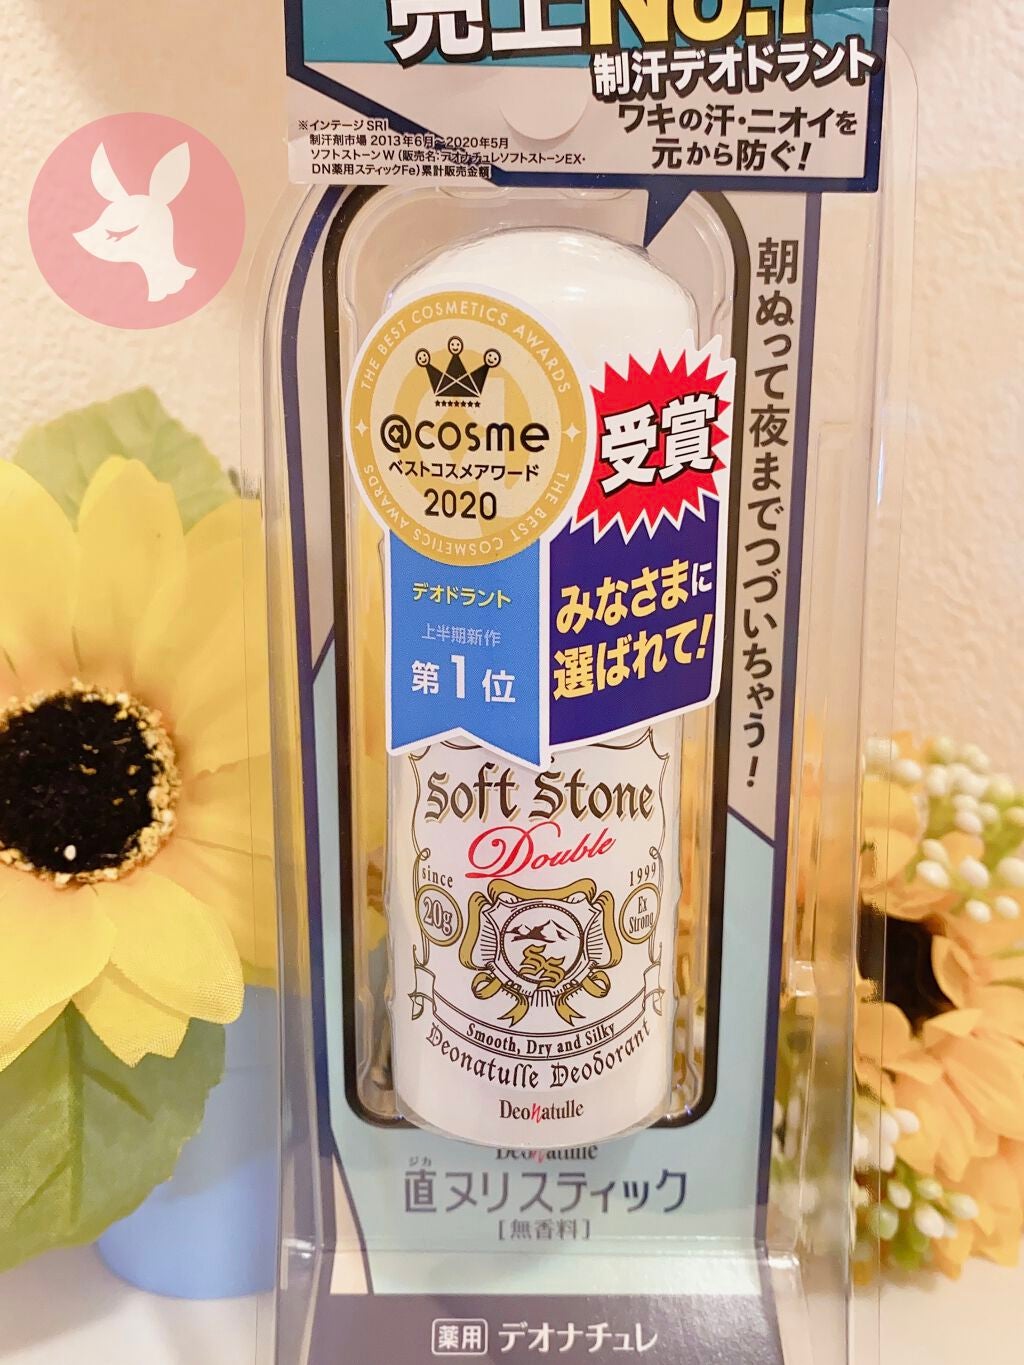 売上No.1
制汗デオドラント
ワキの汗・ニオイを
元から防ぐ!
※インテージSRI
制汗剤市場 2013年6月~2020年5月
ソフトストーンW(販売名:デオナチュレソフトストーンEX・
DN薬用スティックFe)累計販売金額
朝ぬって夜までつづいちゃう!
THE BEST COSMETICS AWARDS
@cosme
ベストコスメアワード
2020
THE BEST COSMETICS AWARDS
受賞
デオドラント
上半期新作
第1位
みなさまに
選ばれて!
Soft Stone
Double
since 1999
20g
Ex Strong
SS
Smooth, Dry and Silky
Deonatulle Deodorant
Deonatulle
Deonatulle
ジカ
直ヌリスティック
[無香料]
薬用 デオナチュレ